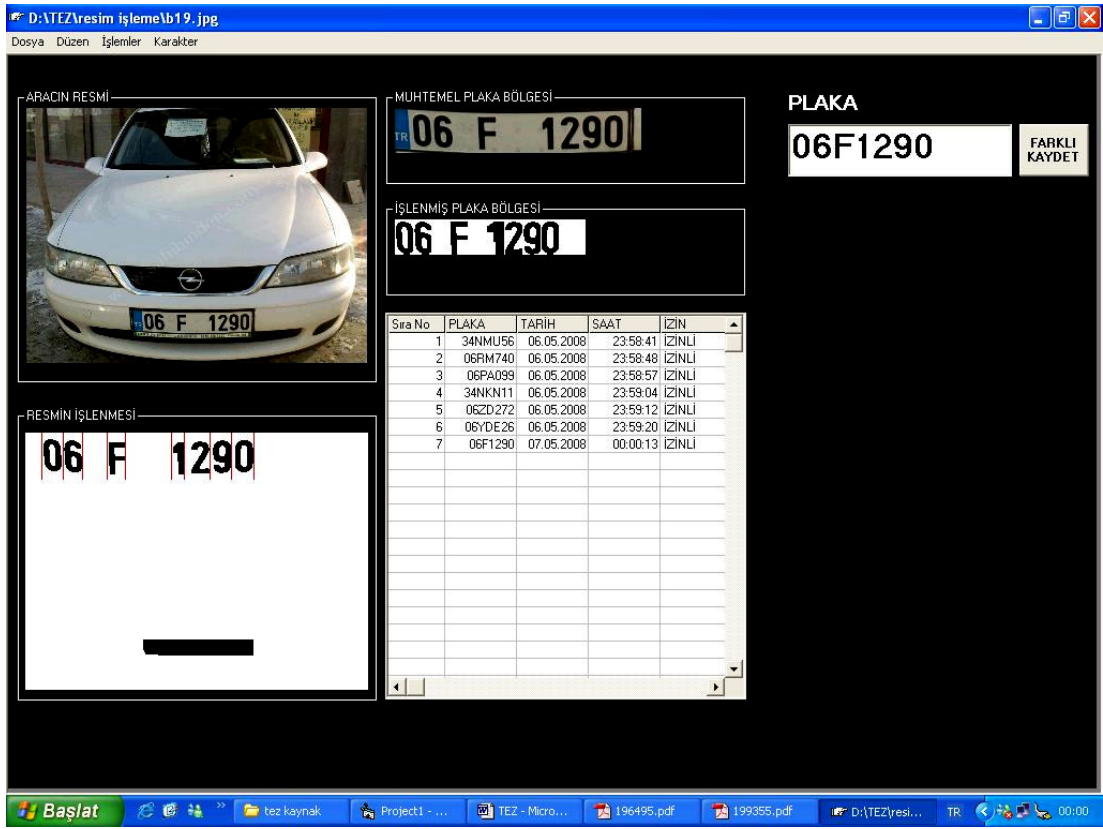 D:\TEZ\resim işleme\b19.jpg
Dosya Düzen İşlemler Karakter
ARACIN RESMİ
06 F 1290
MUHTEMEL PLAKA BÖLGESİ
TR 06 F 1290
İŞLENMİŞ PLAKA BÖLGESİ
06 F 1290
PLAKA
06F1290
FARKLI
KAYDET
RESMİN İŞLENMESİ
06 F 1290
Sıra No PLAKA TARİH SAAT İZİN
1 34NMU56 06.05.2008 23:58:41 İZİNLİ
2 06RM740 06.05.2008 23:58:48 İZİNLİ
3 06PA099 06.05.2008 23:58:57 İZİNLİ
4 34NKN11 06.05.2008 23:59:04 İZİNLİ
5 06ZD272 06.05.2008 23:59:12 İZİNLİ
6 06YDE26 06.05.2008 23:59:20 İZİNLİ
7 06F1290 07.05.2008 00:00:13 İZİNLİ
Başlat » tez kaynak Project1 - ... TEZ - Micro... 196495.pdf 199355.pdf D:\TEZ\resi... TR 00:00